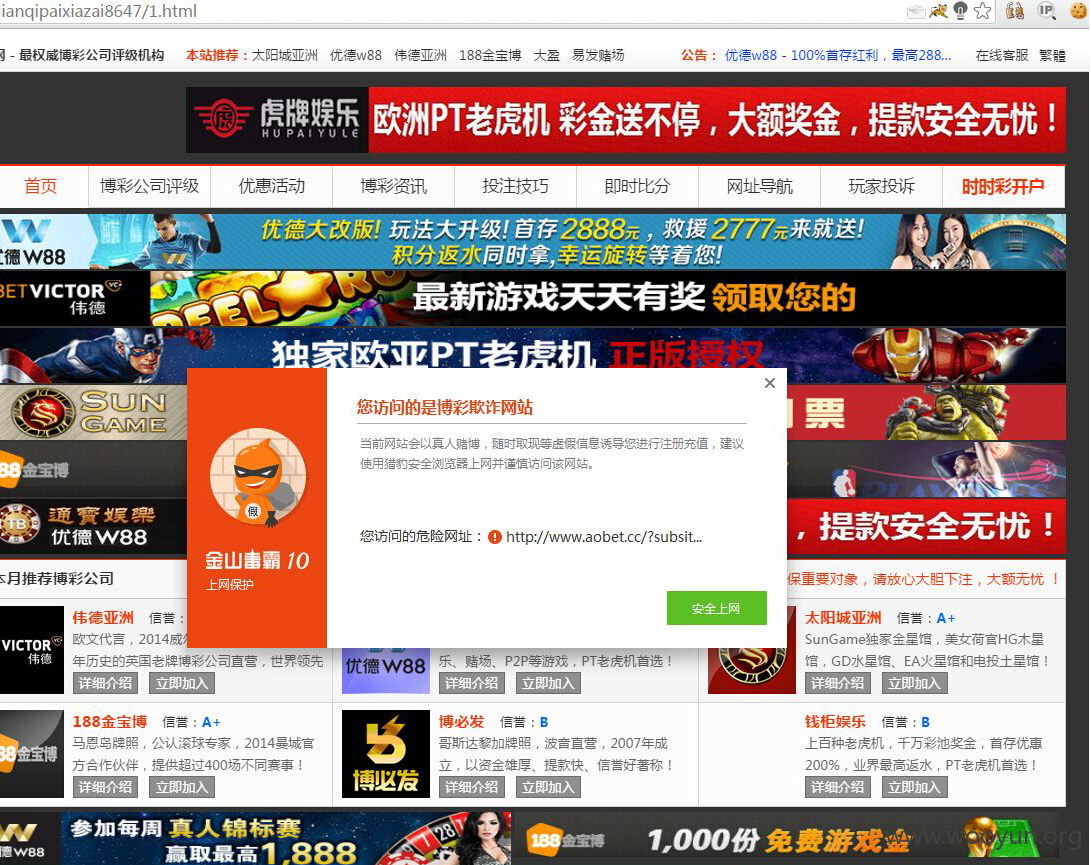 ianqipaixiazai8647/1.html
IP
网 - 最权威博彩公司评级机构
本站推荐：太阳城亚洲 优德w88 伟德亚洲 188金宝博 大盈 易发赌场
公告： 优德w88 - 100%首存红利，最高288...
在线客服 繁體
虎牌娱乐
HUPAIYULE
欧洲PT老虎机 彩金送不停，大额奖金，提款安全无忧！
首页 博彩公司评级 优惠活动 博彩资讯 投注技巧 即时比分 网址导航 玩家投诉 时时彩开户
优德W88
优德大改版! 玩法大升级! 首存2888元，救援2777元来就送!
积分返水同时拿,幸运旋转等着您!
BETVICTOR VC
伟德
REEL RU
最新游戏天天有奖 领取您的
独家欧亚PT老虎机 正版授权
SUN
GAME
门票
88金宝博
PLAYOFFS
TB
通寶娱樂
优德W88
，提款安全无忧！
您访问的是博彩欺诈网站
当前网站会以真人赌博，随时取现等虚假信息诱导您进行注册充值，建议
使用猎豹安全浏览器上网并谨慎访问该网站。
您访问的危险网址： http://www.aobet.cc/?subsit...
安全上网
假
金山毒霸 10
上网保护
本月推荐博彩公司
保重要对象，请放心大胆下注，大额无忧 ！
VICTOR VC
伟德
伟德亚洲 信誉：
欧文代言，2014威
年历史的英国老牌博彩公司直营，世界领先
详细介绍 立即加入
优德W88
乐、赌场、P2P等游戏，PT老虎机首选！
详细介绍 立即加入
太阳城亚洲 信誉：A+
SunGame独家金星馆，美女荷官HG木星
馆，GD水星馆、EA火星馆和电投土星馆！
详细介绍 立即加入
88金宝博
188金宝博 信誉：A+
马恩岛牌照，公认滚球专家，2014曼城官
方合作伙伴，提供超过400场不同赛事！
详细介绍 立即加入
博必发
博必发 信誉：B
哥斯达黎加牌照，波音直营，2007年成
立，以资金雄厚、提款快、信誉好著称！
详细介绍 立即加入
钱柜娱乐 信誉：B
上百种老虎机，千万彩池奖金，首存优惠
200%，业界最高返水，PT老虎机首选！
详细介绍 立即加入
W88
参加每周 真人锦标赛
赢取最高1,888
28
188金宝博
1,000份 免费游戏金
www.wooyun.org